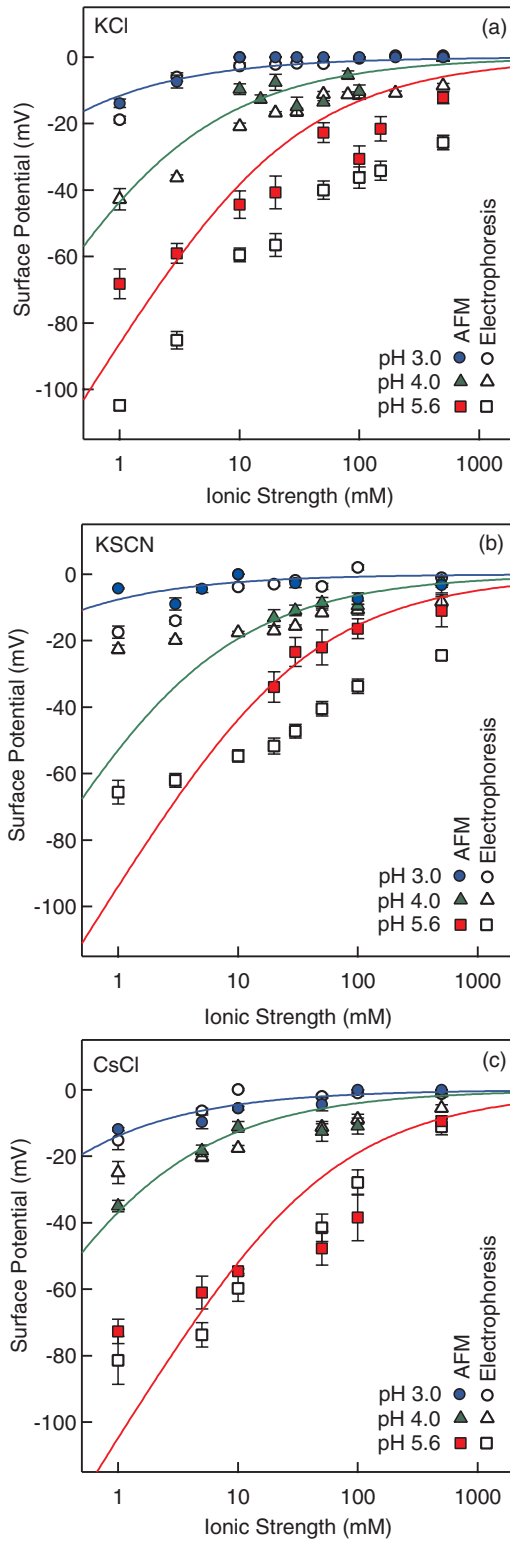 KCl
(a)
0
-20
-40
-60
-80
-100
Surface Potential (mV)
AFM
Electrophoresis
pH 3.0
pH 4.0
pH 5.6
1
10
100
1000
Ionic Strength (mM)
KSCN
(b)
0
-20
-40
-60
-80
-100
Surface Potential (mV)
AFM
Electrophoresis
pH 3.0
pH 4.0
pH 5.6
1
10
100
1000
Ionic Strength (mM)
CsCl
(c)
0
-20
-40
-60
-80
-100
Surface Potential (mV)
AFM
Electrophoresis
pH 3.0
pH 4.0
pH 5.6
1
10
100
1000
Ionic Strength (mM)